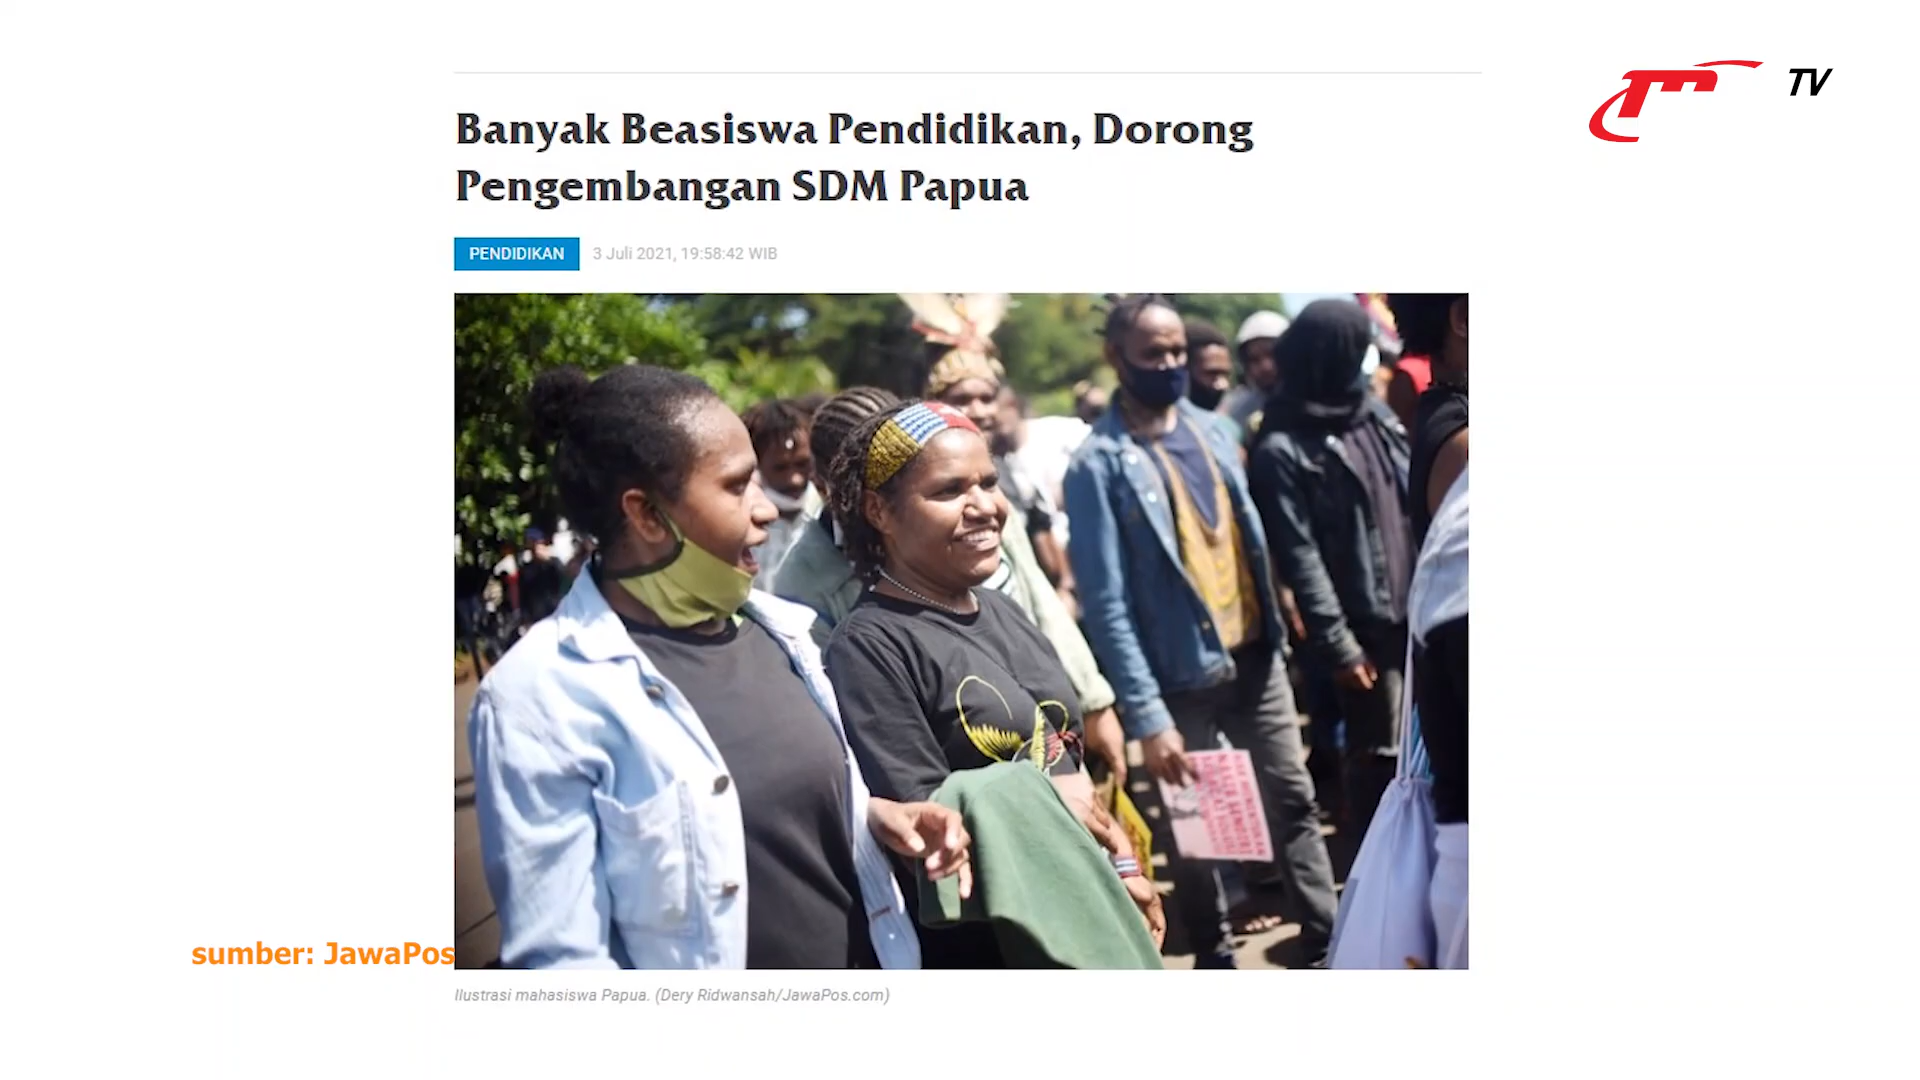 TV
Banyak Beasiswa Pendidikan, Dorong
Pengembangan SDM Papua
PENDIDIKAN
3 Juli 2021, 19:58:42 WIB
sumber: JawaPos
Ilustrasi mahasiswa Papua. (Dery Ridwansah/JawaPos.com)